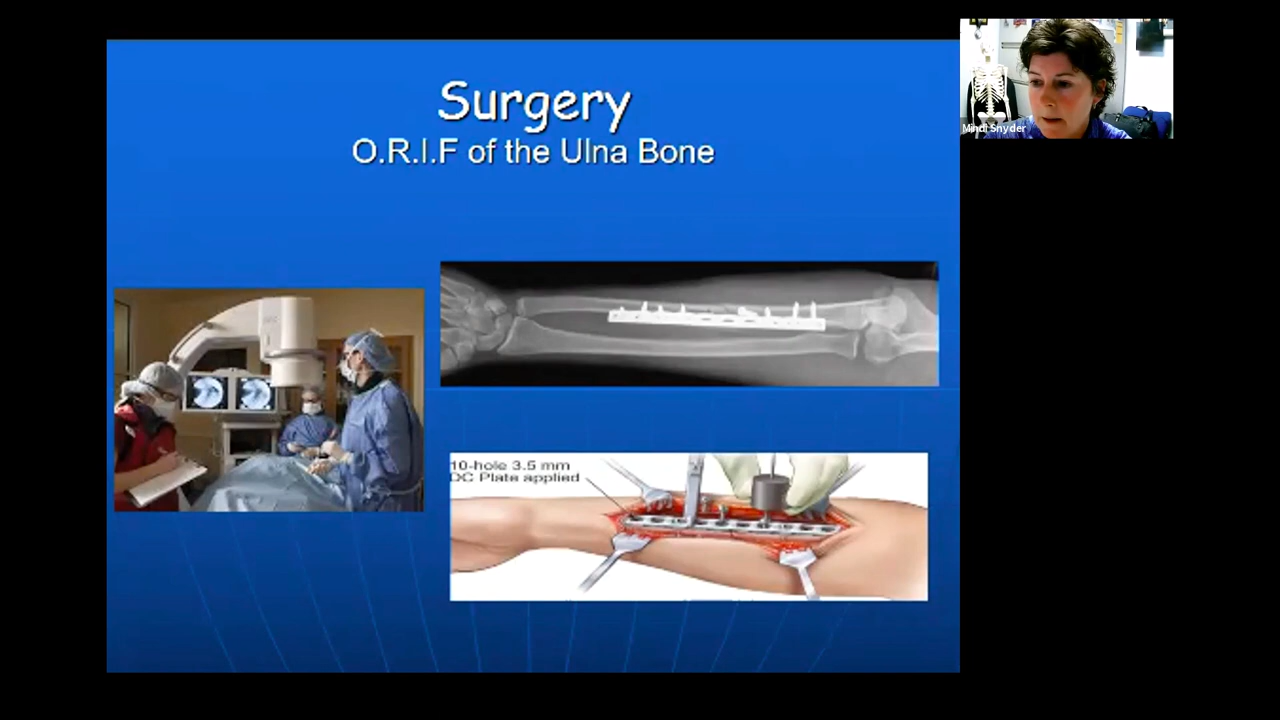 Surgery
O.R.I.F of the Ulna Bone
10-hole 3.5 mm
DC Plate applied
Mindi Snyder